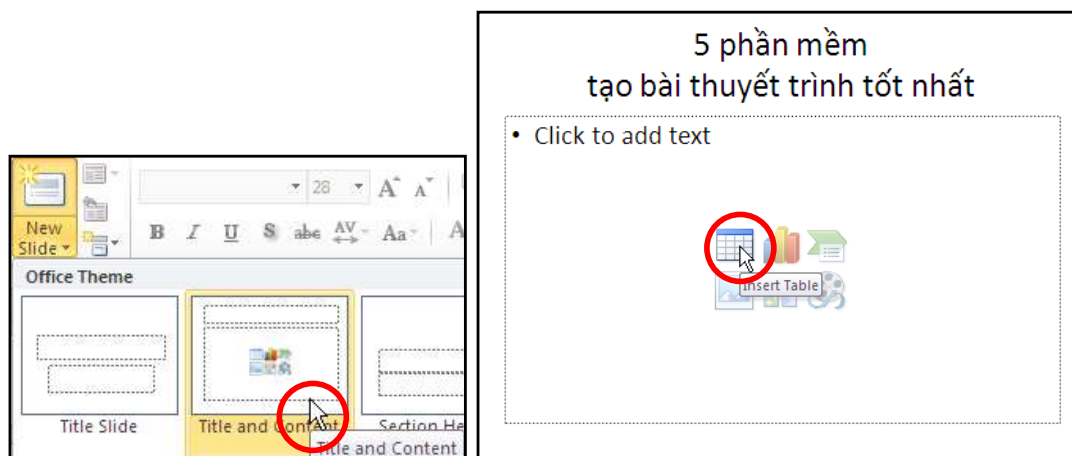 28 A A
New
Slide
B I U S abc AV Aa A
Office Theme
Title Slide
Title and Content
Section He
Title and Content
5 phần mềm
tạo bài thuyết trình tốt nhất
• Click to add text
Insert Table